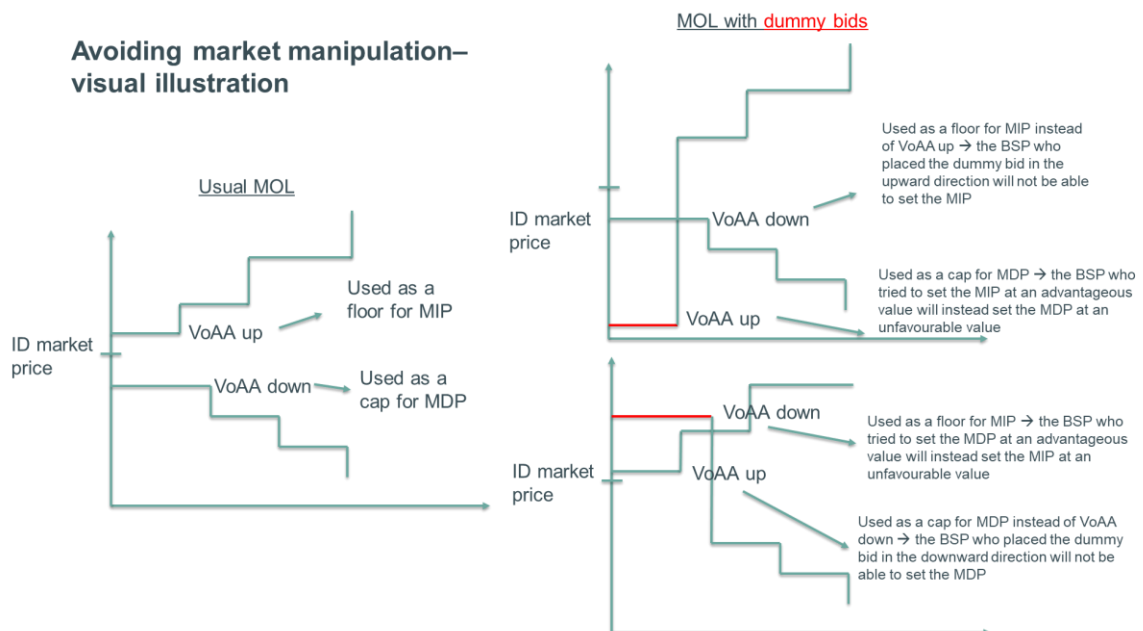 Avoiding market manipulation–
visual illustration
Usual MOL
ID market
price
VoAA up
Used as a
floor for MIP
VoAA down
Used as a
cap for MDP
MOL with dummy bids
ID market
price
VoAA down
Used as a floor for MIP instead
of VoAA up → the BSP who
placed the dummy bid in the
upward direction will not be able
to set the MIP
VoAA up
Used as a cap for MDP → the BSP who
tried to set the MIP at an advantageous
value will instead set the MDP at an
unfavourable value
ID market
price
VoAA down
Used as a floor for MIP → the BSP who
tried to set the MDP at an advantageous
value will instead set the MIP at an
unfavourable value
VoAA up
Used as a cap for MDP instead of VoAA
down → the BSP who placed the dummy
bid in the downward direction will not be
able to set the MDP